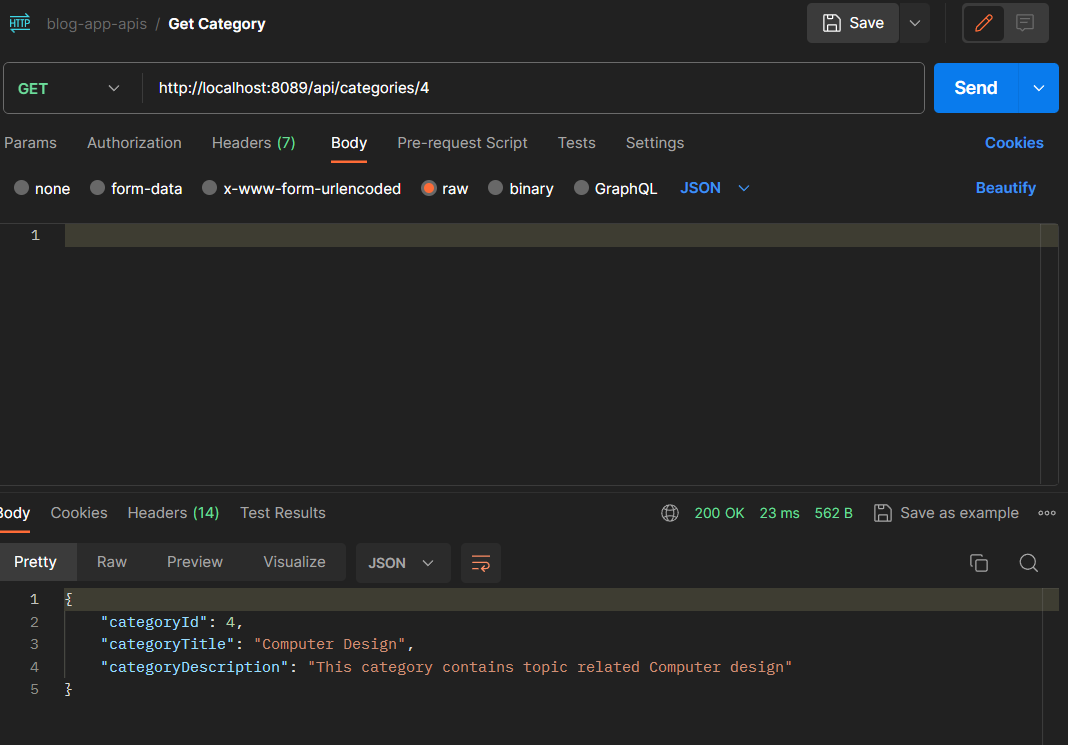 HTTP blog-app-apis / Get Category Save
GET http://localhost:8089/api/categories/4 Send
Params Authorization Headers (7) Body Pre-request Script Tests Settings Cookies
none form-data x-www-form-urlencoded raw binary GraphQL JSON Beautify
1
Body Cookies Headers (14) Test Results 200 OK 23 ms 562 B Save as example
Pretty Raw Preview Visualize JSON
1 {
2 "categoryId": 4,
3 "categoryTitle": "Computer Design",
4 "categoryDescription": "This category contains topic related Computer design"
5 }